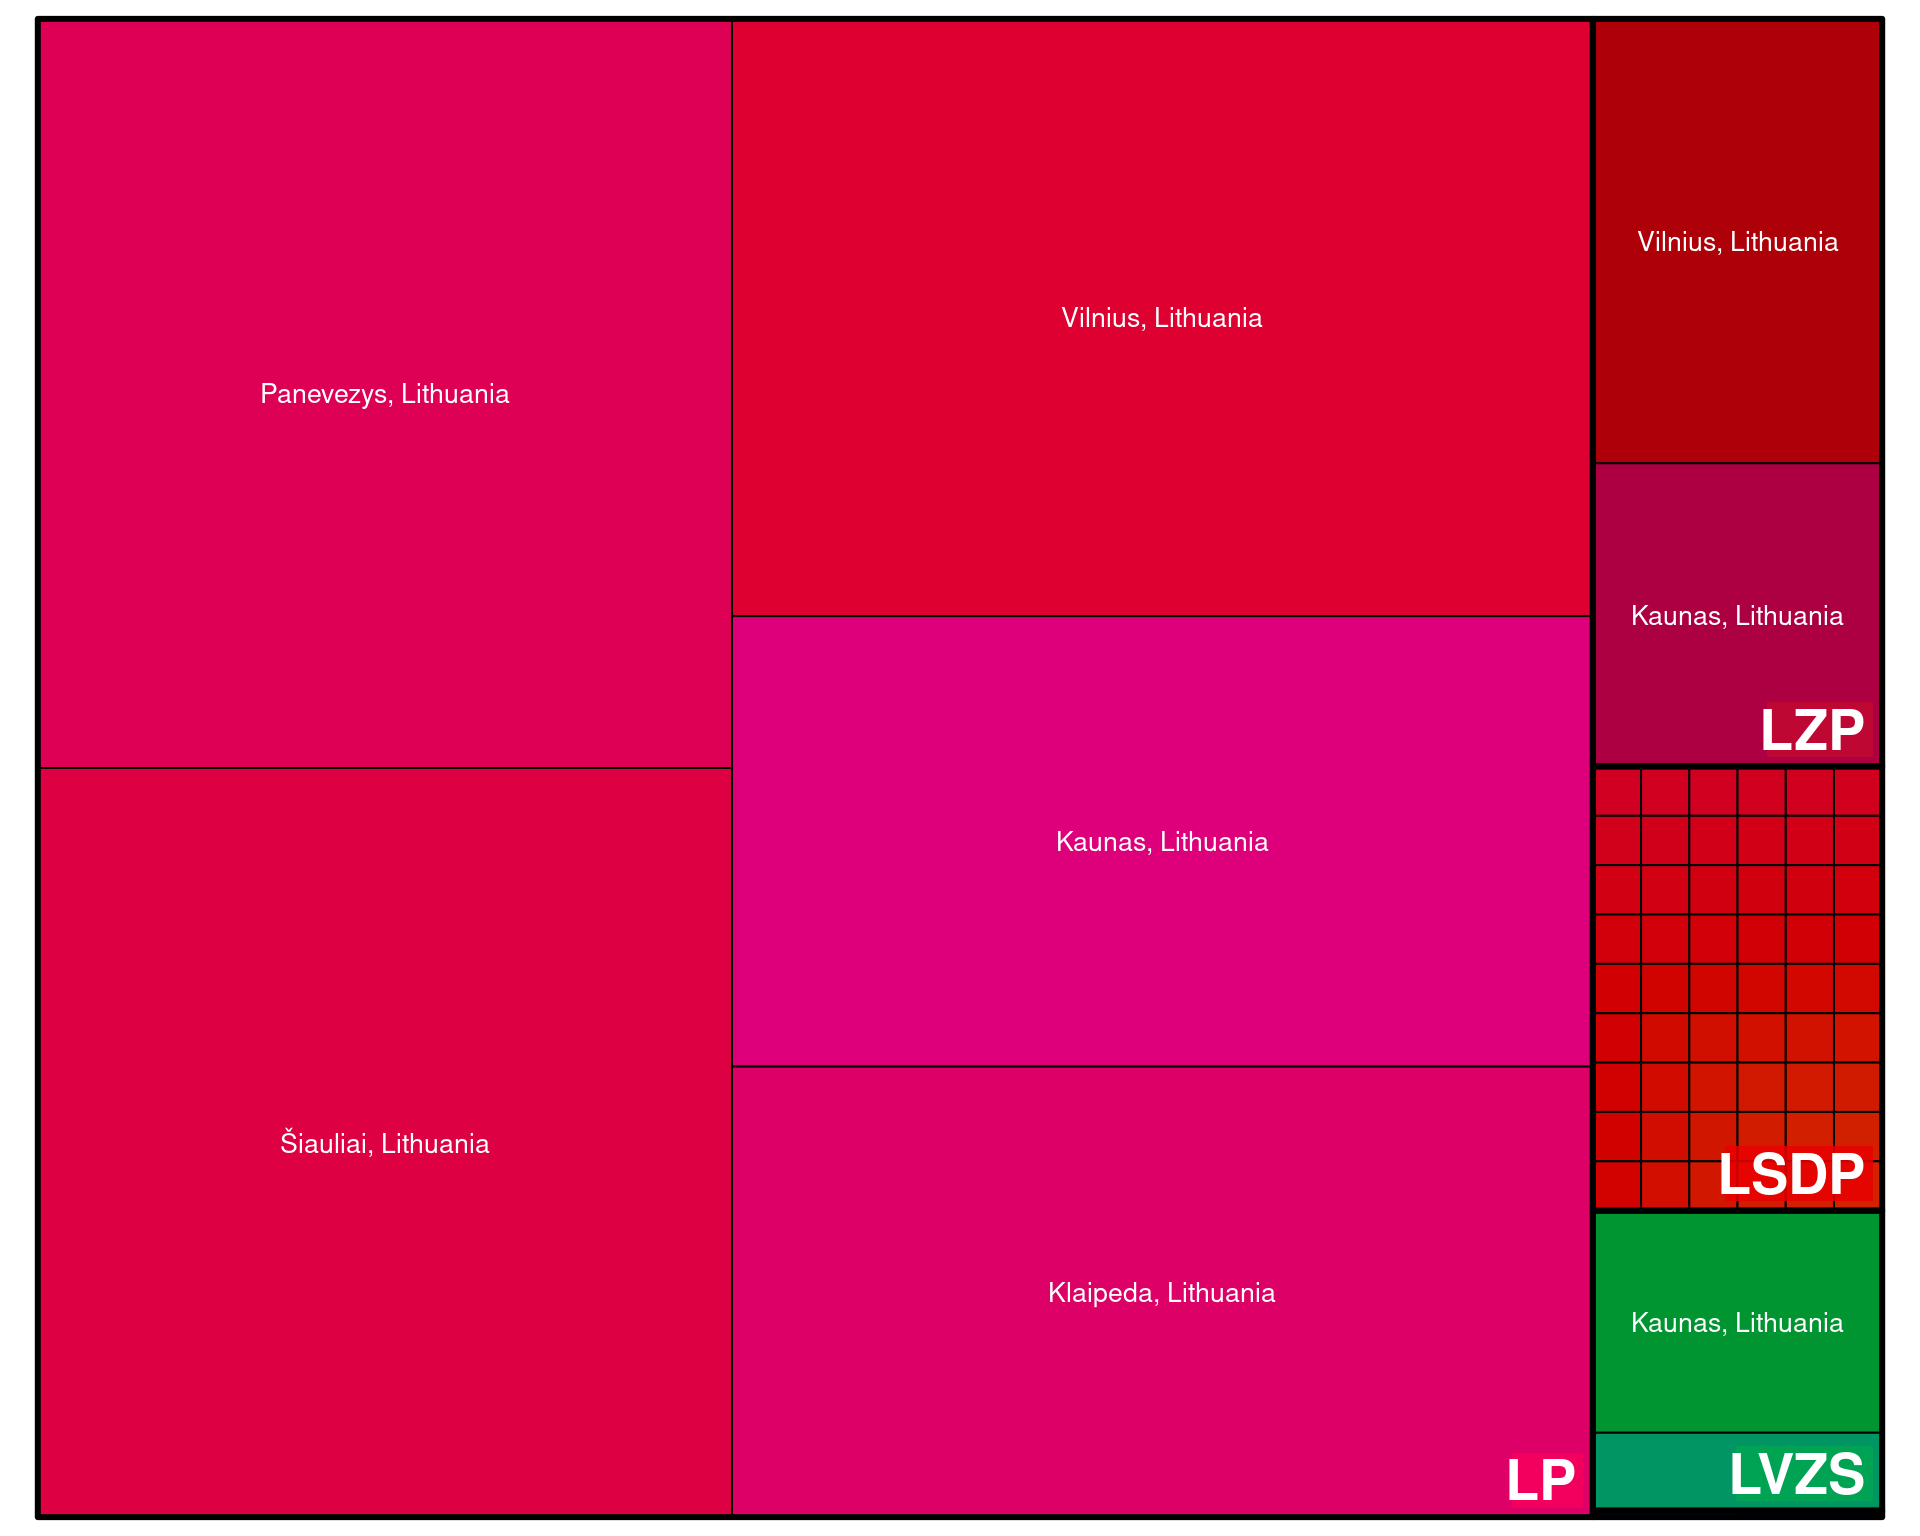 Panevezys, Lithuania
Šiauliai, Lithuania
Vilnius, Lithuania
Kaunas, Lithuania
Klaipeda, Lithuania
LP
Vilnius, Lithuania
Kaunas, Lithuania
LZP
LSDP
Kaunas, Lithuania
LVZS